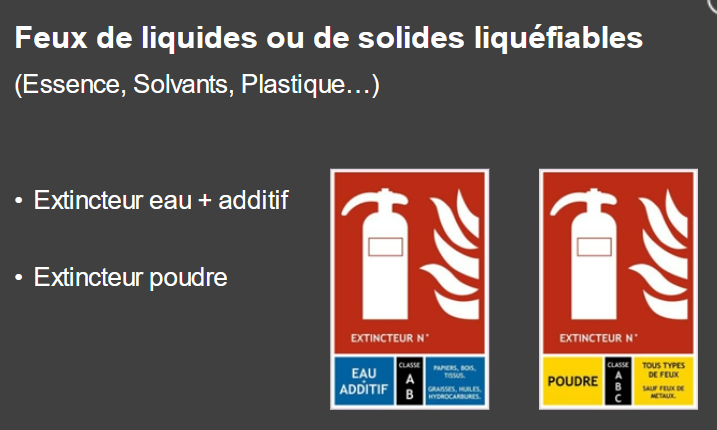 Feux de liquides ou de solides liquéfiables
(Essence, Solvants, Plastique…)
• Extincteur eau + additif
• Extincteur poudre
EXTINCTEUR N°
EAU
+
ADDITIF
CLASSE
A
B
PAPIERS, BOIS,
TISSUS.
GRAISSES, HUILES,
HYDROCARBURES.
EXTINCTEUR N°
POUDRE
CLASSE
A
B
C
TOUS TYPES
DE FEUX
SAUF FEUX DE
METAUX.